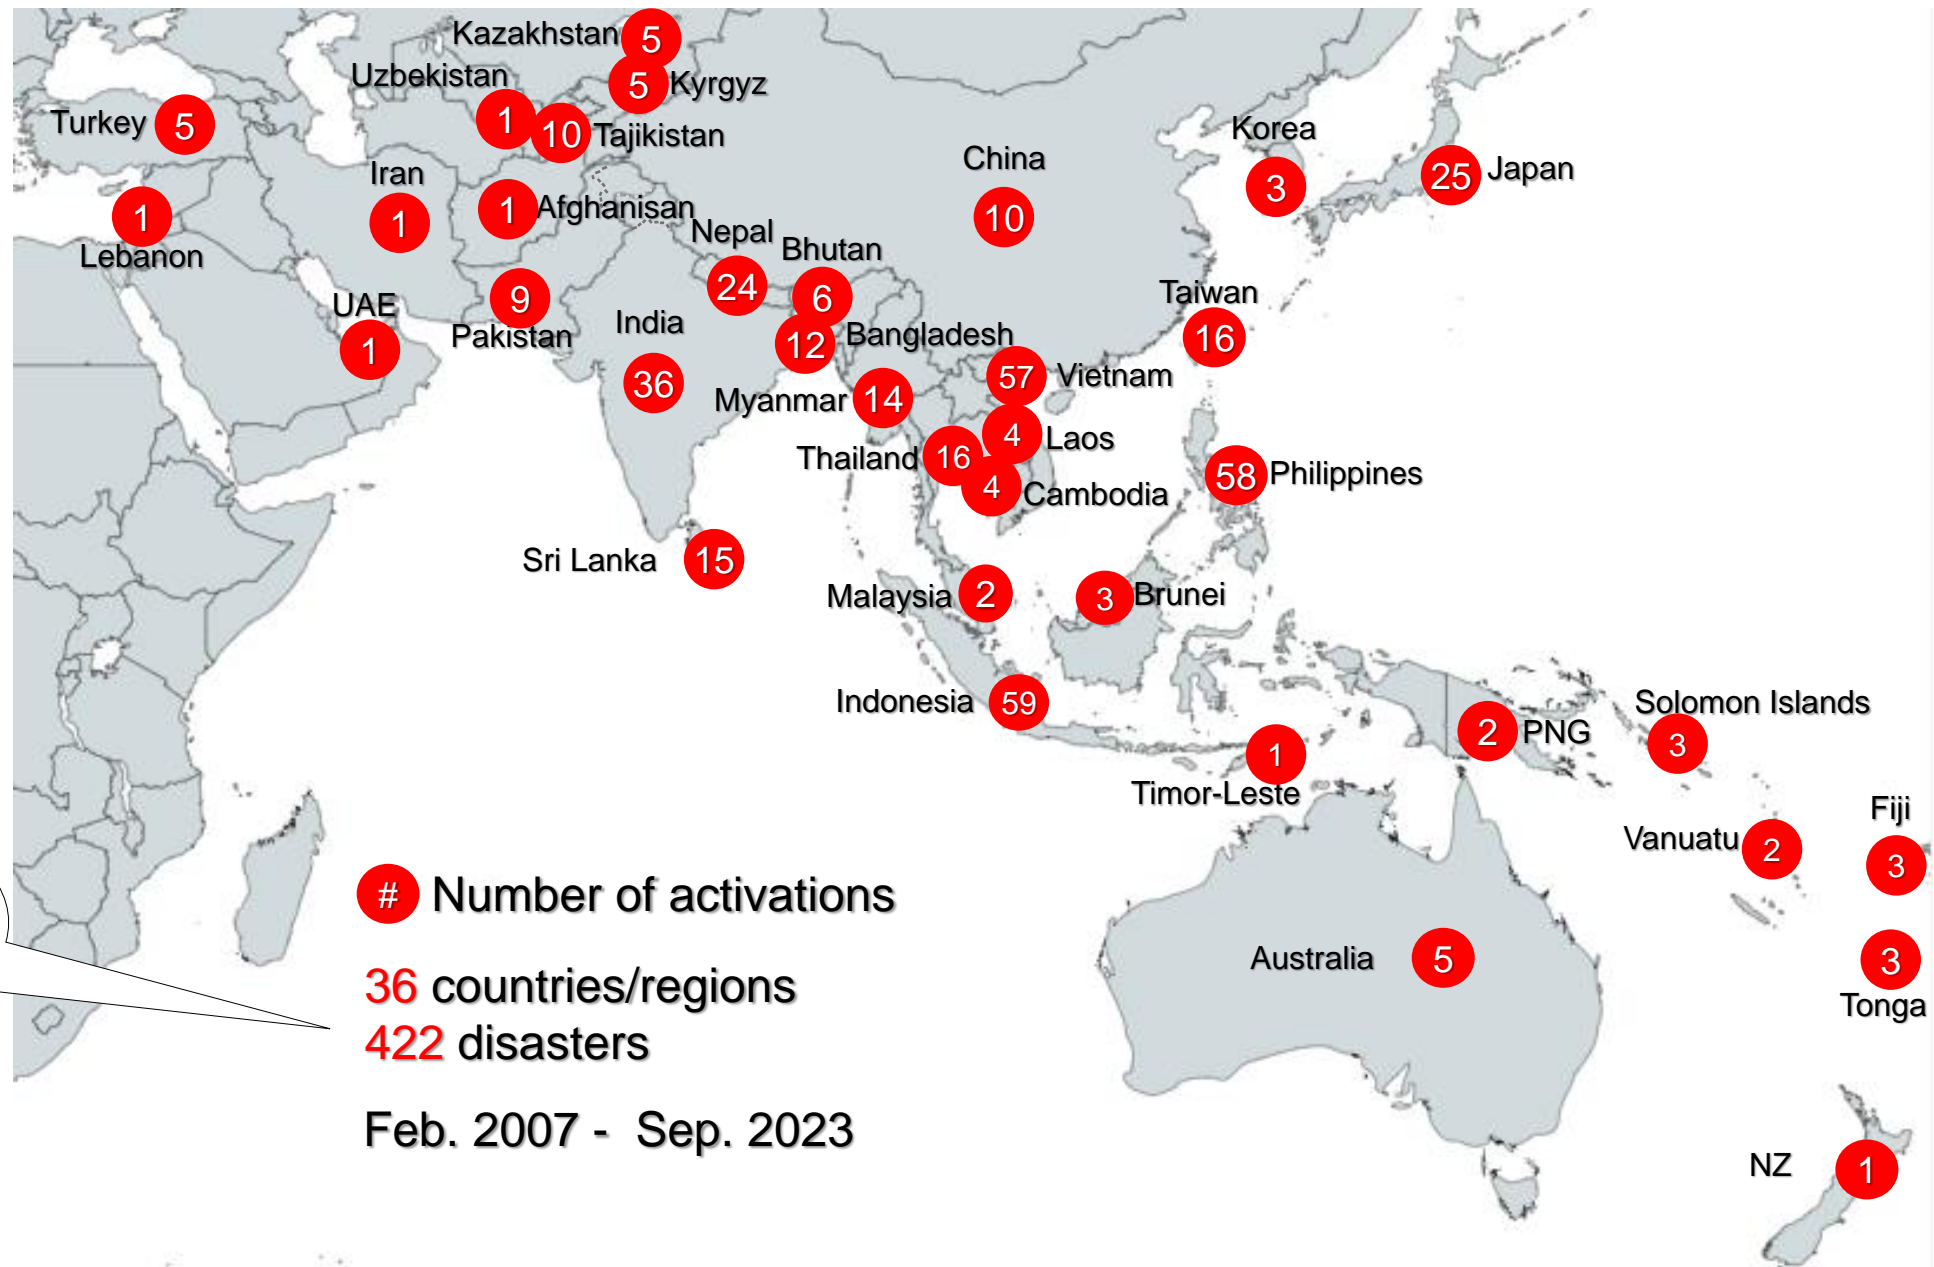 Kazakhstan 5
Uzbekistan
5 Kyrgyz
Turkey 5
1
10 Tajikistan
Korea
3
Japan
25
China
10
Iran
1
1 Afghanisan
1
Lebanon
Nepal
24
Bhutan
6
UAE
1
9
Pakistan
India
36
12 Bangladesh
Taiwan
16
57 Vietnam
Myanmar 14
4 Laos
Thailand 16
4 Cambodia
58 Philippines
Sri Lanka 15
Malaysia 2
3 Brunei
Indonesia 59
2 PNG
Solomon Islands
3
1
Timor-Leste
Fiji
3
Vanuatu 2
# Number of activations
Australia 5
3
Tonga
36 countries/regions
422 disasters
Feb. 2007 - Sep. 2023
NZ 1